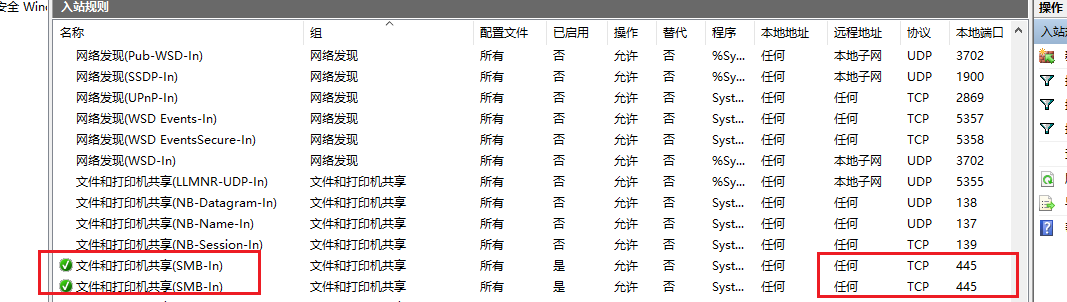 安全 Wind
入站规则
操作
名称 组 配置文件 已启用 操作 替代 程序 本地地址 远程地址 协议 本地端口
入站规
网络发现(Pub-WSD-In) 网络发现 所有 否 允许 否 %Sy... 任何 本地子网 UDP 3702
网络发现(SSDP-In) 网络发现 所有 否 允许 否 %Sy... 任何 本地子网 UDP 1900
网络发现(UPnP-In) 网络发现 所有 否 允许 否 Syst... 任何 任何 TCP 2869
网络发现(WSD Events-In) 网络发现 所有 否 允许 否 Syst... 任何 任何 TCP 5357
网络发现(WSD EventsSecure-In) 网络发现 所有 否 允许 否 Syst... 任何 任何 TCP 5358
网络发现(WSD-In) 网络发现 所有 否 允许 否 %Sy... 任何 本地子网 UDP 3702
文件和打印机共享(LLMNR-UDP-In) 文件和打印机共享 所有 否 允许 否 %Sy... 任何 本地子网 UDP 5355
文件和打印机共享(NB-Datagram-In) 文件和打印机共享 所有 否 允许 否 Syst... 任何 任何 UDP 138
文件和打印机共享(NB-Name-In) 文件和打印机共享 所有 否 允许 否 Syst... 任何 任何 UDP 137
文件和打印机共享(NB-Session-In) 文件和打印机共享 所有 否 允许 否 Syst... 任何 任何 TCP 139
文件和打印机共享(SMB-In) 文件和打印机共享 所有 是 允许 否 Syst... 任何 任何 TCP 445
文件和打印机共享(SMB-In) 文件和打印机共享 所有 是 允许 否 Syst... 任何 任何 TCP 445